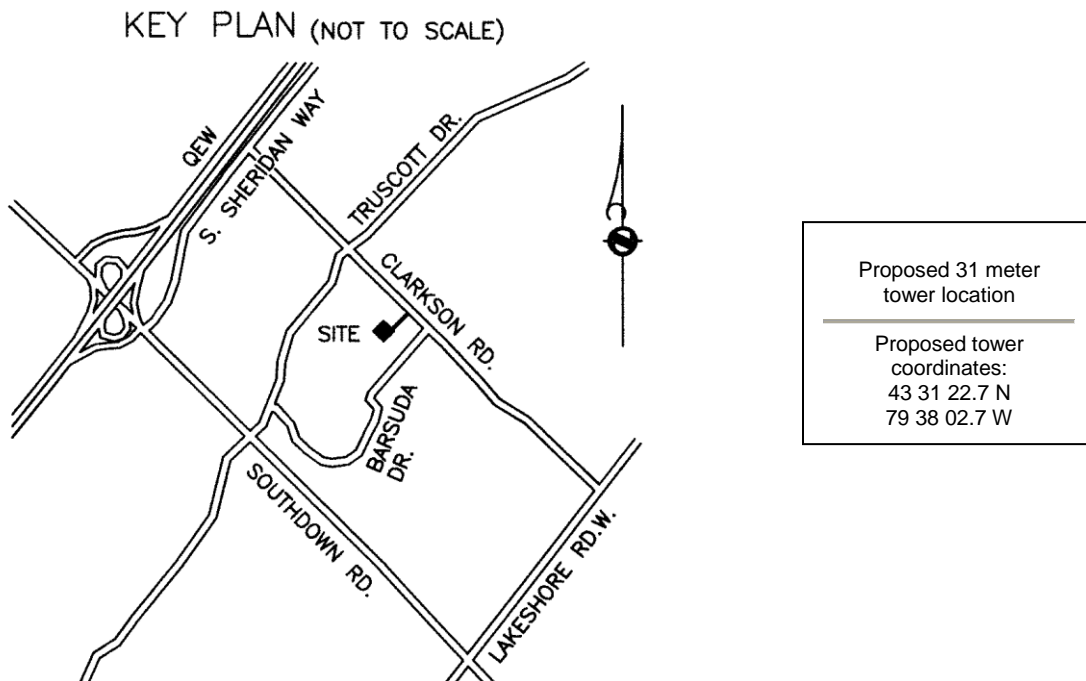 KEY PLAN (NOT TO SCALE)
QEW
S. SHERIDAN WAY
TRUSCOTT DR.
CLARKSON RD.
SITE
BARSUDA
DR.
SOUTHDOWN RD.
LAKESHORE RD.W.
Proposed 31 meter
tower location
Proposed tower
coordinates:
43 31 22.7 N
79 38 02.7 W